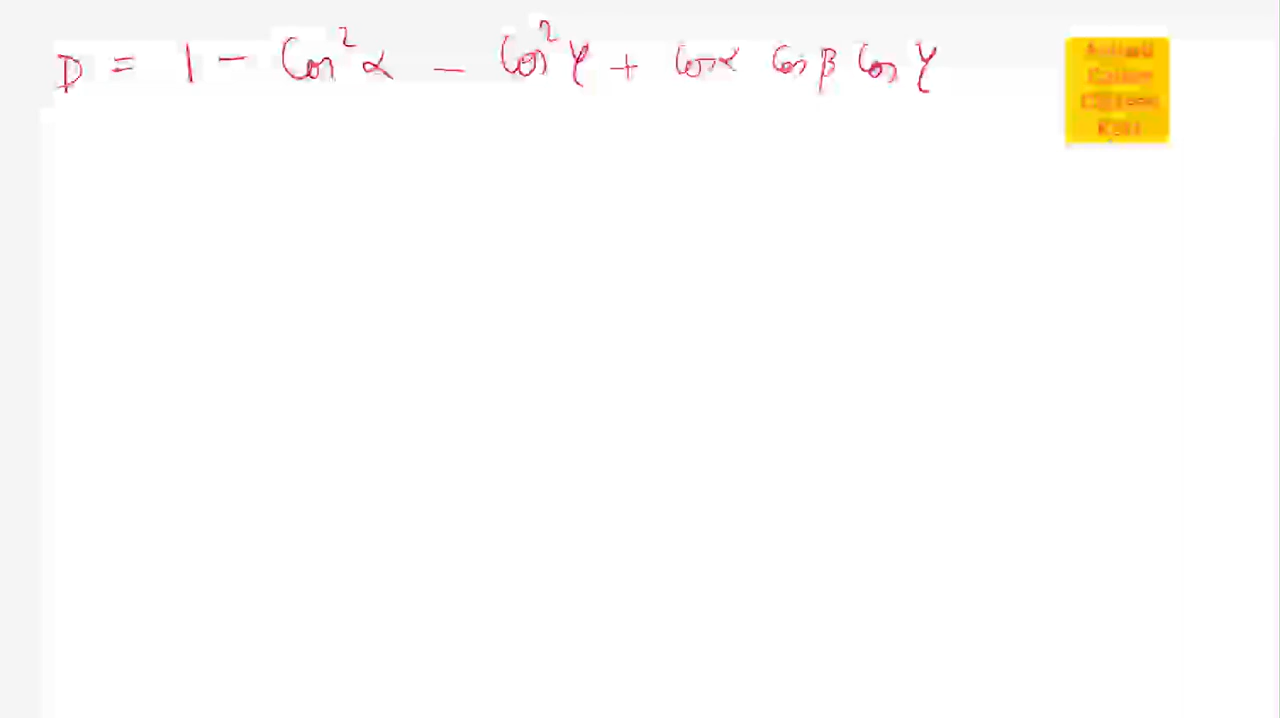 D = 1 - Cos²α - Cos²γ + Cosα Cosβ Cosγ